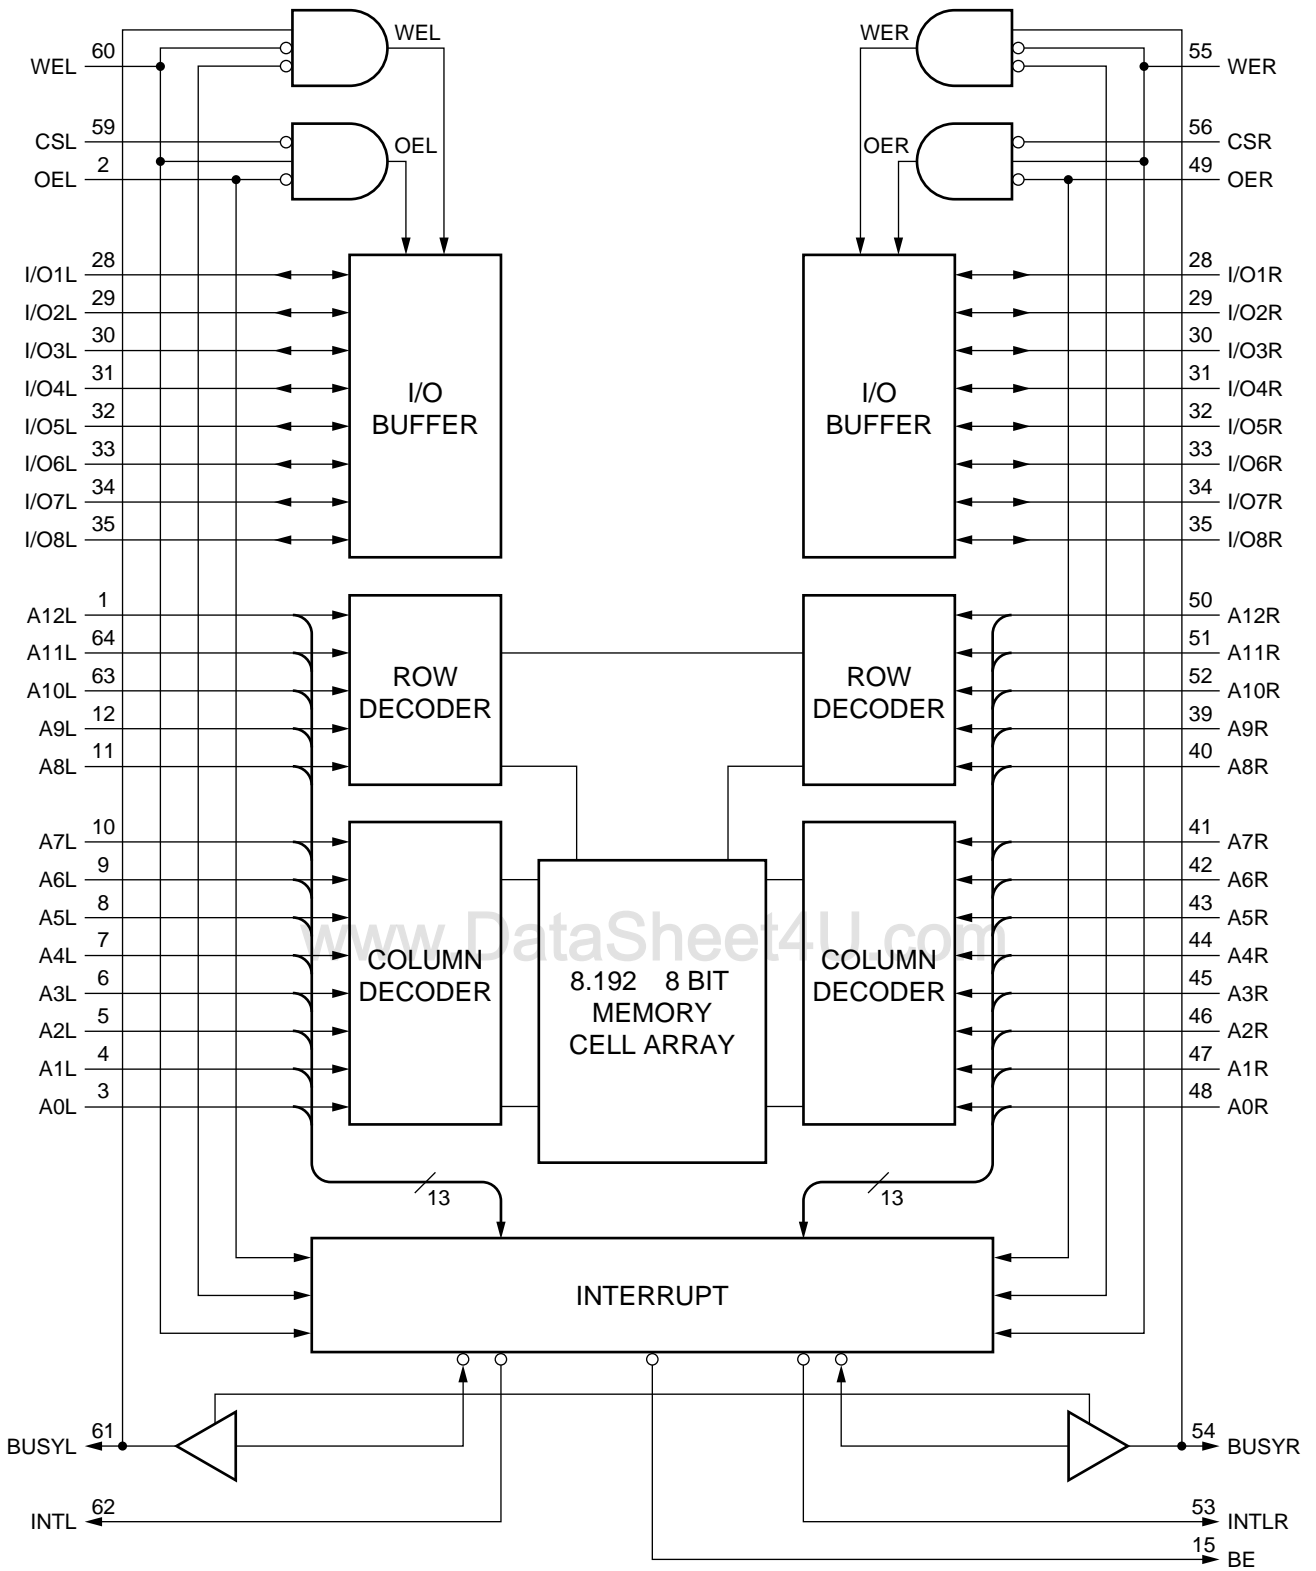 WEL
WER
60
WEL
55
WER
59
CSL
56
CSR
OEL
OER
2
OEL
49
OER
28
I/O1L
28
I/O1R
29
I/O2L
29
I/O2R
30
I/O3L
30
I/O3R
31
I/O4L
31
I/O4R
32
I/O5L
32
I/O5R
33
I/O6L
33
I/O6R
34
I/O7L
34
I/O7R
35
I/O8L
35
I/O8R
I/O
BUFFER
I/O
BUFFER
1
A12L
50
A12R
64
A11L
51
A11R
63
A10L
52
A10R
12
A9L
39
A9R
11
A8L
40
A8R
ROW
DECODER
ROW
DECODER
10
A7L
41
A7R
9
A6L
42
A6R
8
A5L
43
A5R
7
A4L
44
A4R
6
A3L
45
A3R
5
A2L
46
A2R
4
A1L
47
A1R
3
A0L
48
A0R
www.DataSheet4U.com
COLUMN
DECODER
8.192 8 BIT
MEMORY
CELL ARRAY
COLUMN
DECODER
13
13
INTERRUPT
61
BUSYL
54
BUSYR
62
INTL
53
INTLR
15
BE